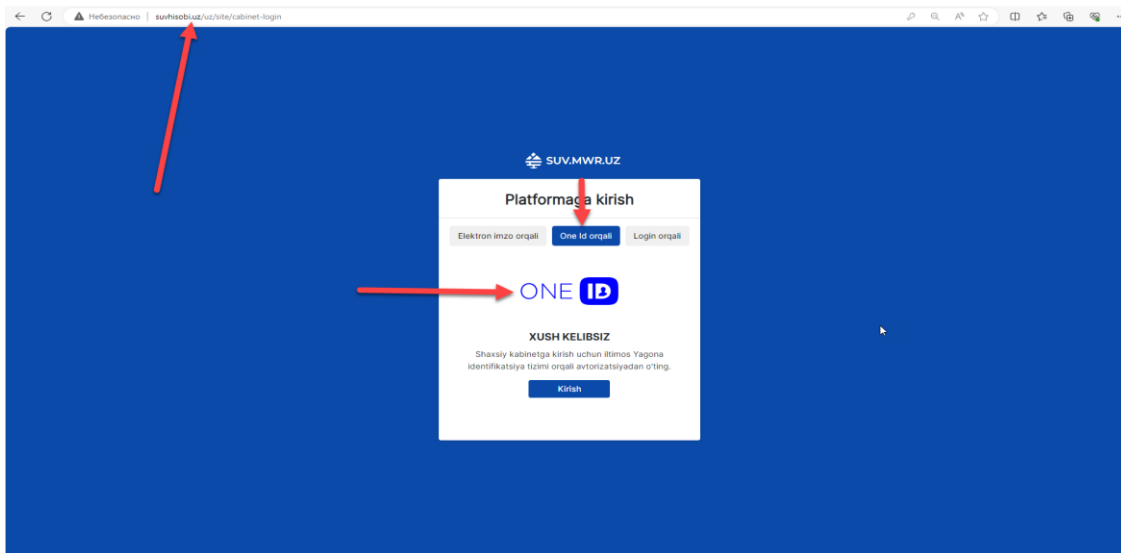 Небезопасно | suvhisobi.uz/uz/site/cabinet-login
SUV.MWR.UZ
Platformaga kirish
Elektron imzo orqali One Id orqali Login orqali
ONE ID
XUSH KELIBSIZ
Shaxsiy kabinetga kirish uchun iltimos Yagona
identifikatsiya tizimi orqali avtorizatsiyadan o'ting.
Kirish